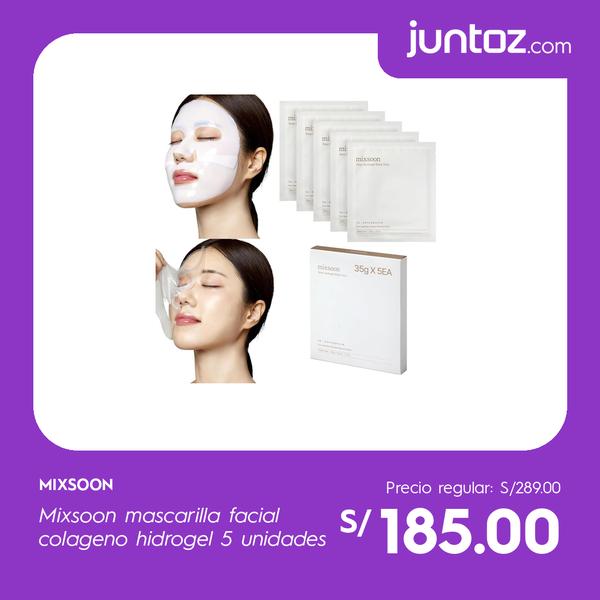 juntoz.com
mixsoon
mixsoon
35g X 5EA
MIXSOON
Mixsoon mascarilla facial
colageno hidrogel 5 unidades
Precio regular: S/289.00
S/185.00